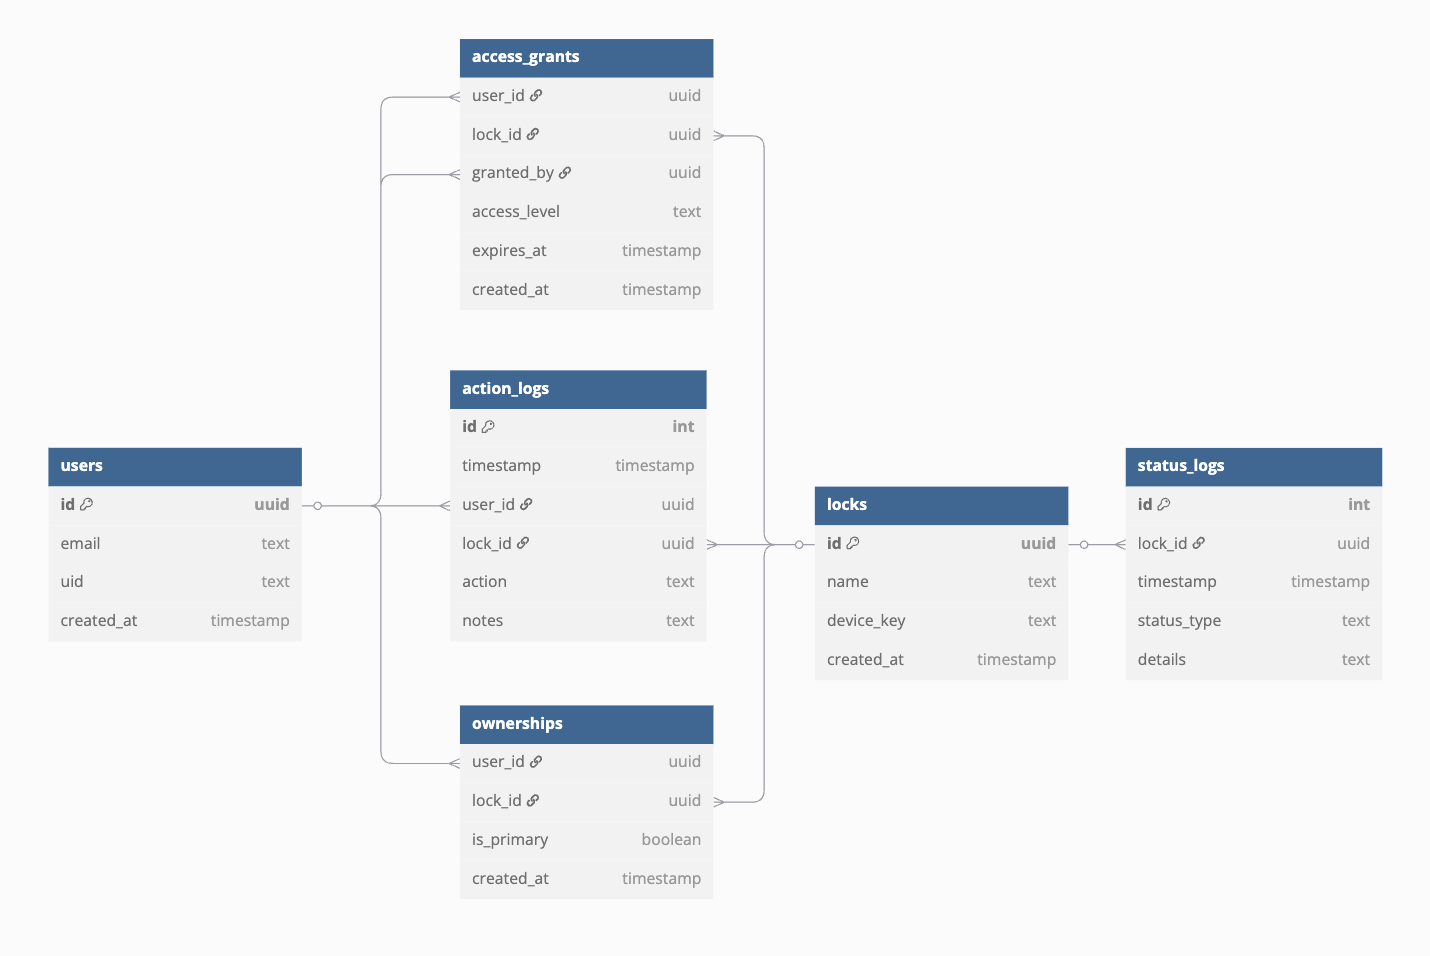 access_grants
user_id uuid
lock_id uuid
granted_by uuid
access_level text
expires_at timestamp
created_at timestamp
action_logs
id int
timestamp timestamp
user_id uuid
lock_id uuid
action text
notes text
users
id uuid
email text
uid text
created_at timestamp
locks
id uuid
name text
device_key text
created_at timestamp
status_logs
id int
lock_id uuid
timestamp timestamp
status_type text
details text
ownerships
user_id uuid
lock_id uuid
is_primary boolean
created_at timestamp